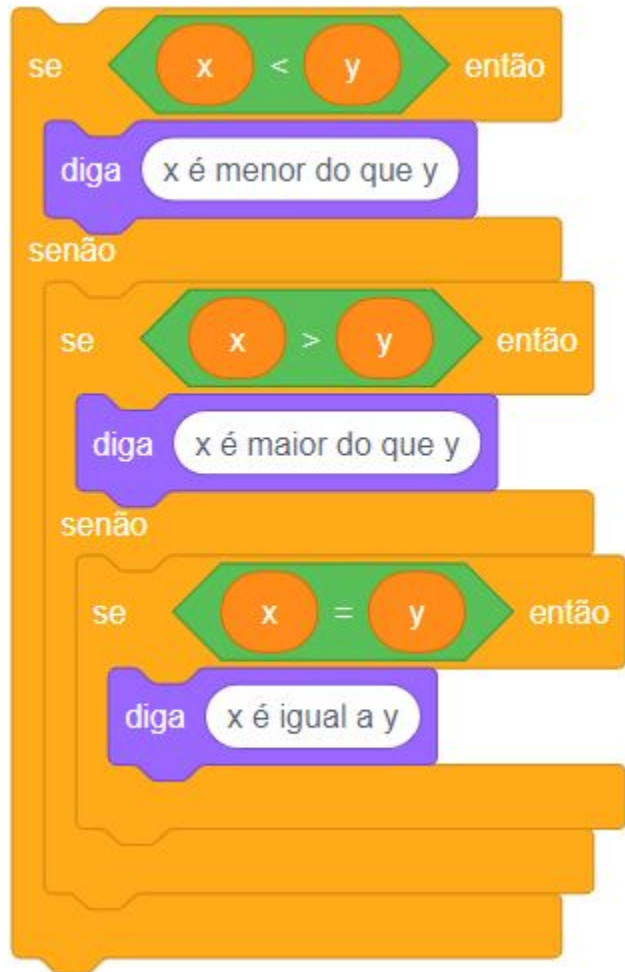 se x < y então
diga x é menor do que y
senão
se x > y então
diga x é maior do que y
senão
se x = y então
diga x é igual a y